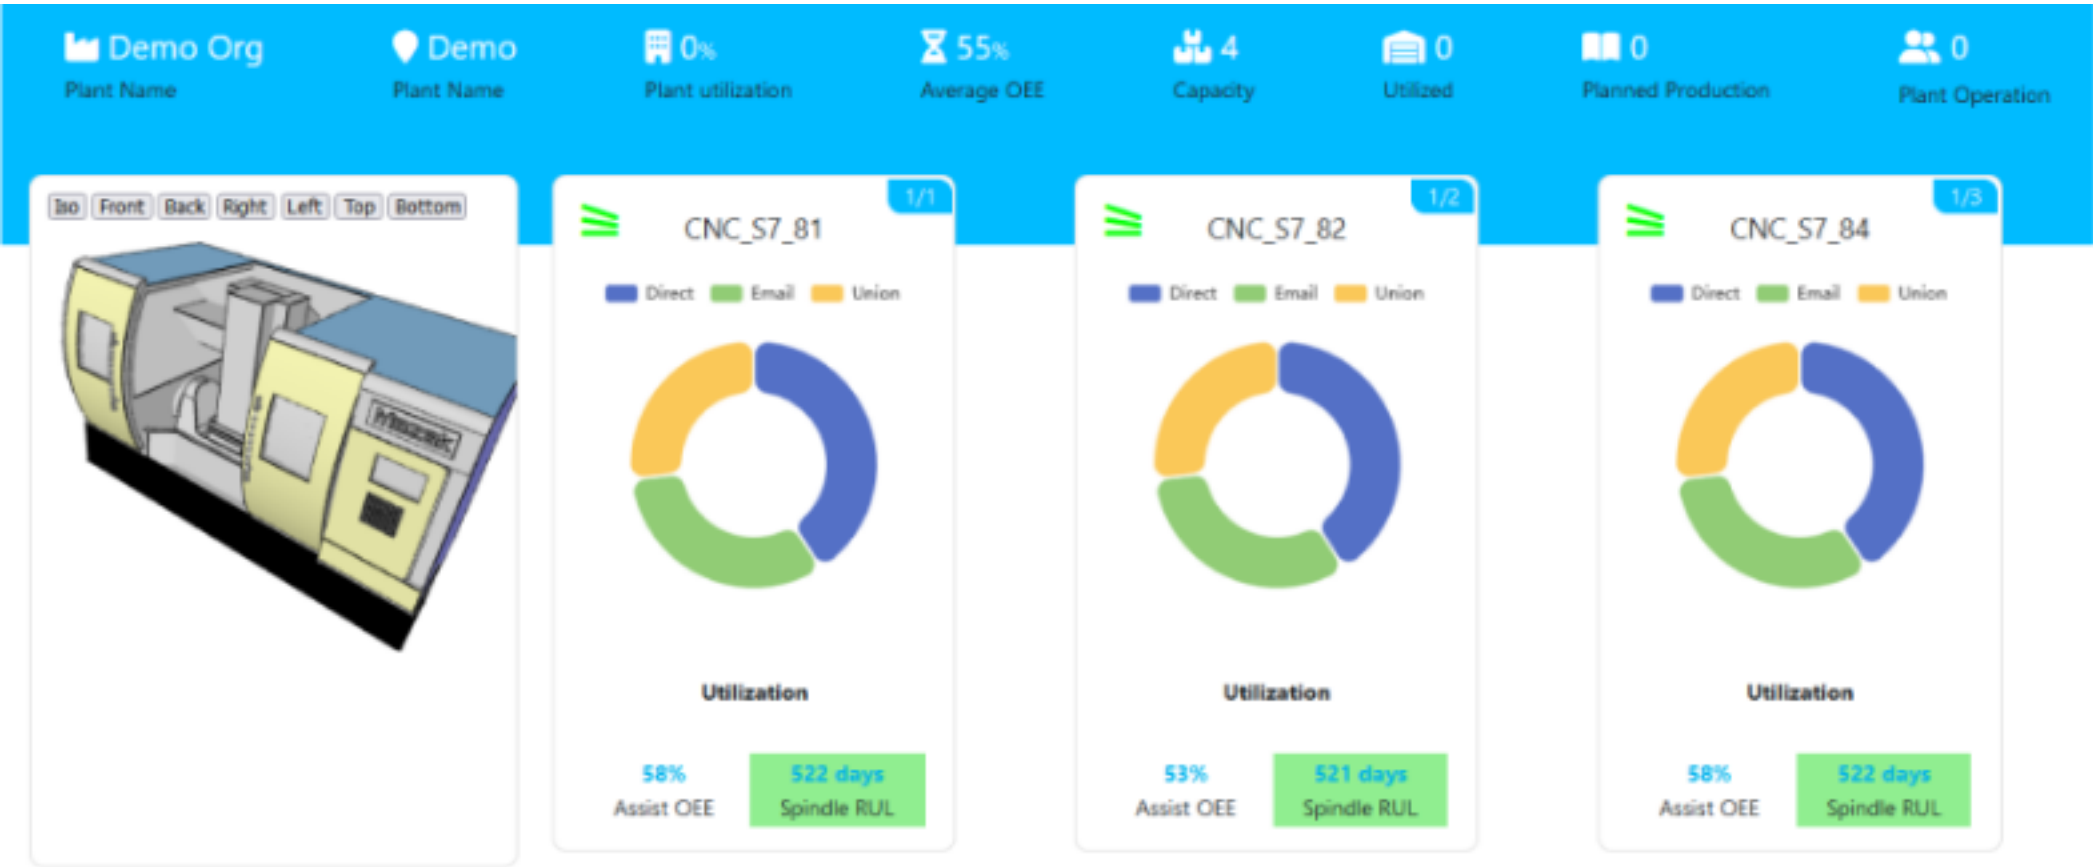 Demo Org
Plant Name
Demo
Plant Name
0%
Plant utilization
55%
Average OEE
4
Capacity
0
Utilized
0
Planned Production
0
Plant Operation
Iso Front Back Right Left Top Bottom
Mazak
1/1
CNC_S7_81
Direct Email Union
Utilization
58%
Assist OEE
522 days
Spindle RUL
1/2
CNC_S7_82
Direct Email Union
Utilization
53%
Assist OEE
521 days
Spindle RUL
1/3
CNC_S7_84
Direct Email Union
Utilization
58%
Assist OEE
522 days
Spindle RUL